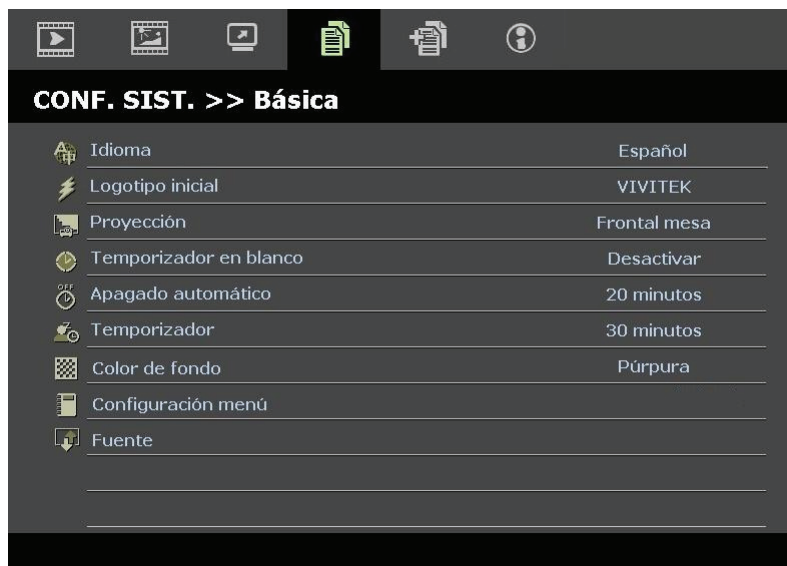 CONF. SIST. >> Básica
Idioma Español
Logotipo inicial VIVITEK
Proyección Frontal mesa
Temporizador en blanco Desactivar
OFF
Apagado automático 20 minutos
Temporizador 30 minutos
Color de fondo Púrpura
Configuración menú
Fuente